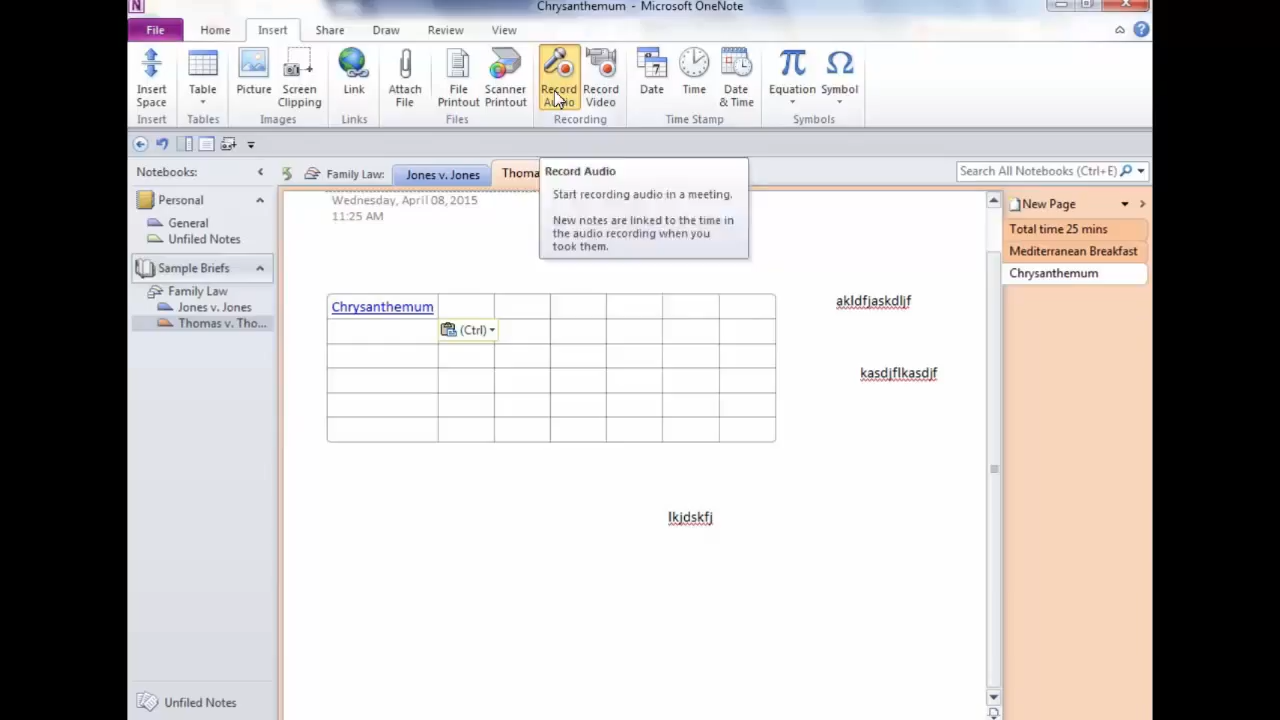 Chrysanthemum - Microsoft OneNote
File Home Insert Share Draw Review View
Insert Space
Table
Picture
Screen Clipping
Link
Attach File
File Printout
Scanner Printout
Record Audio
Record Video
Date
Time
Date & Time
Equation
Symbol
Insert Tables Images Links Files Recording Time Stamp Symbols
Notebooks:
Family Law:
Jones v. Jones
Thoma
Search All Notebooks (Ctrl+E)
Personal
General
Unfiled Notes
Sample Briefs
Family Law
Jones v. Jones
Thomas v. Tho...
Unfiled Notes
Record Audio
Start recording audio in a meeting.
New notes are linked to the time in
the audio recording when you
took them.
Wednesday, April 08, 2015
11:25 AM
Chrysanthemum
(Ctrl)
akldfjaskdljf
kasdjflkasdjf
lkjdskfj
New Page
Total time 25 mins
Mediterranean Breakfast
Chrysanthemum